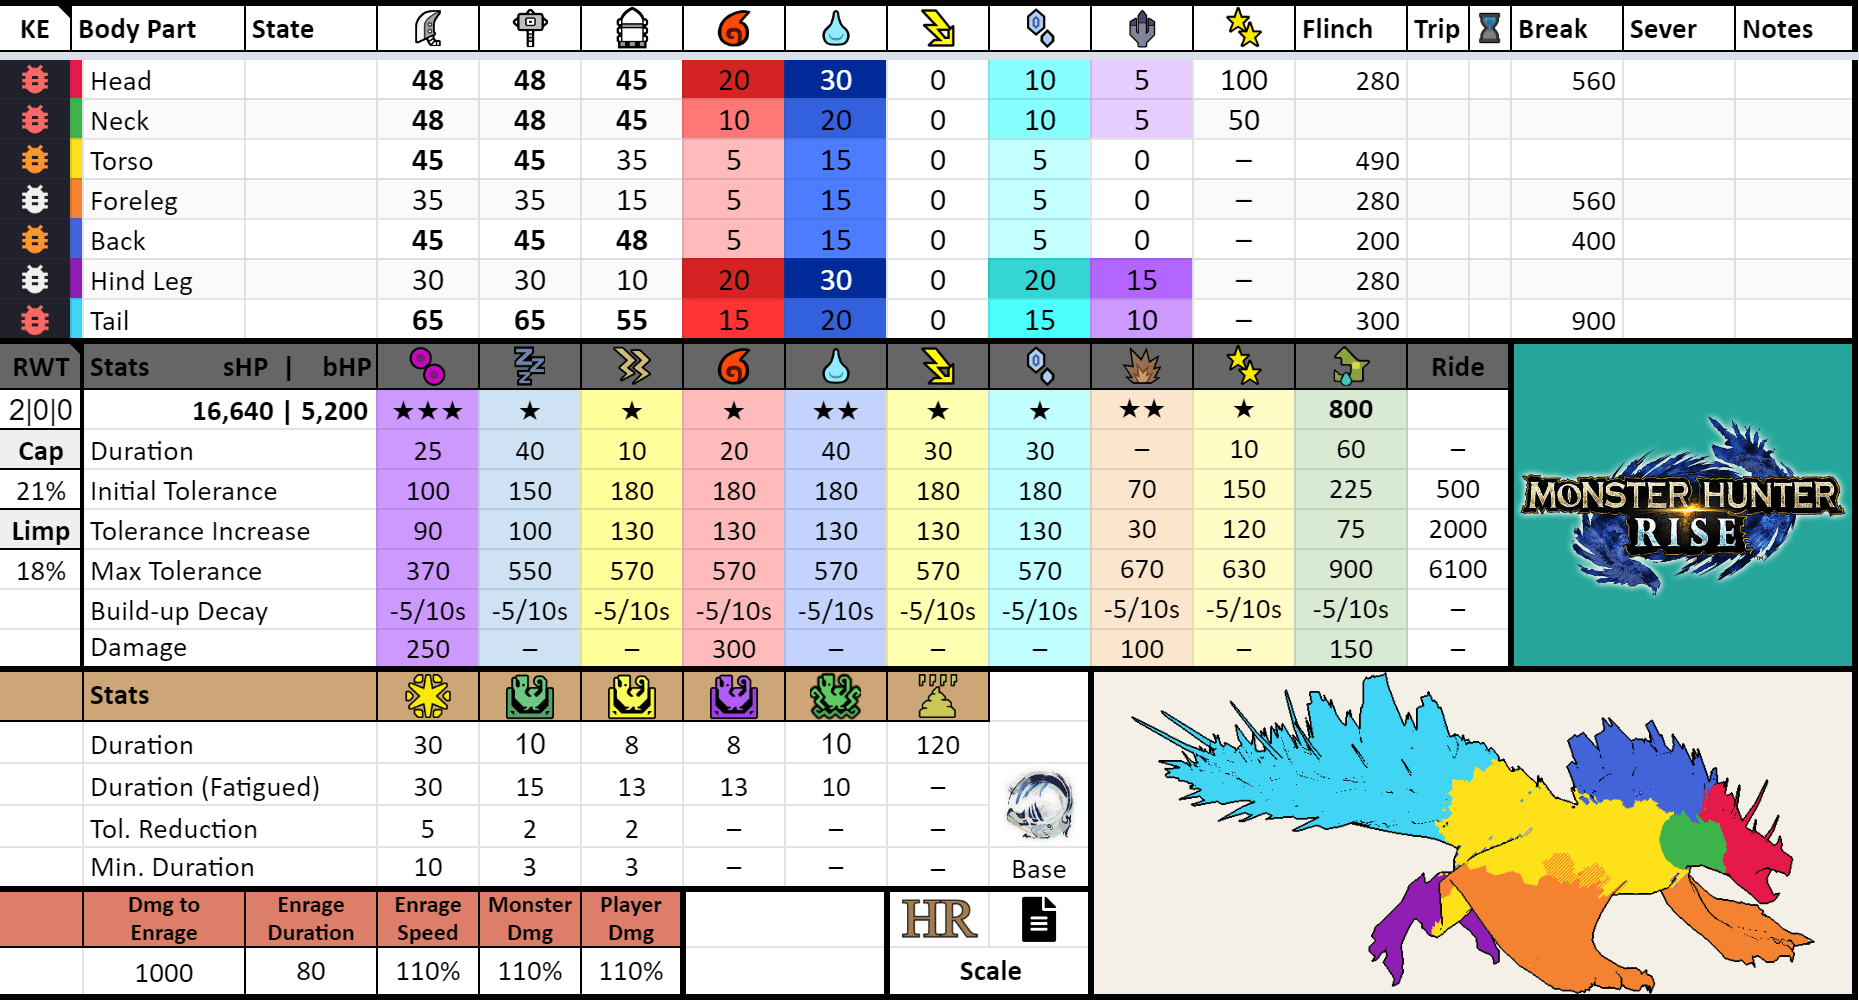 KE Body Part State Flinch Trip Break Sever Notes
Head 48 48 45 20 30 0 10 5 100 280 560
Neck 48 48 45 10 20 0 10 5 50
Torso 45 45 35 5 15 0 5 0 – 490
Foreleg 35 35 15 5 15 0 5 0 – 280 560
Back 45 45 48 5 15 0 5 0 – 200 400
Hind Leg 30 30 10 20 30 0 20 15 – 280
Tail 65 65 55 15 20 0 15 10 – 300 900
RWT Stats sHP | bHP Ride
2|0|0 16,640 | 5,200 ★★★ ★ ★ ★ ★★ ★ ★ ★★ ★ 800
Cap Duration 25 40 10 20 40 30 30 – 10 60 –
21% Initial Tolerance 100 150 180 180 180 180 180 70 150 225 500
Limp Tolerance Increase 90 100 130 130 130 130 130 30 120 75 2000
18% Max Tolerance 370 550 570 570 570 570 570 670 630 900 6100
Build-up Decay -5/10s -5/10s -5/10s -5/10s -5/10s -5/10s -5/10s -5/10s -5/10s -5/10s –
Damage 250 – – 300 – – – 100 – 150 –
MONSTER HUNTER
RISE
Stats
Duration 30 10 8 8 10 120
Duration (Fatigued) 30 15 13 13 10 –
Tol. Reduction 5 2 2 – – –
Min. Duration 10 3 3 – – –
Base
Dmg to Enrage Enrage Monster Player
Enrage Duration Speed Dmg Dmg
HR
1000 80 110% 110% 110%
Scale